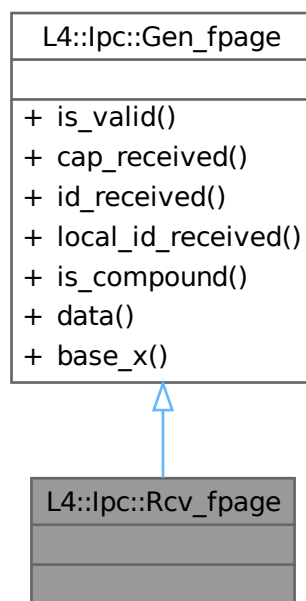 L4::Ipc::Gen_fpage
+ is_valid()
+ cap_received()
+ id_received()
+ local_id_received()
+ is_compound()
+ data()
+ base_x()
L4::Ipc::Rcv_fpage